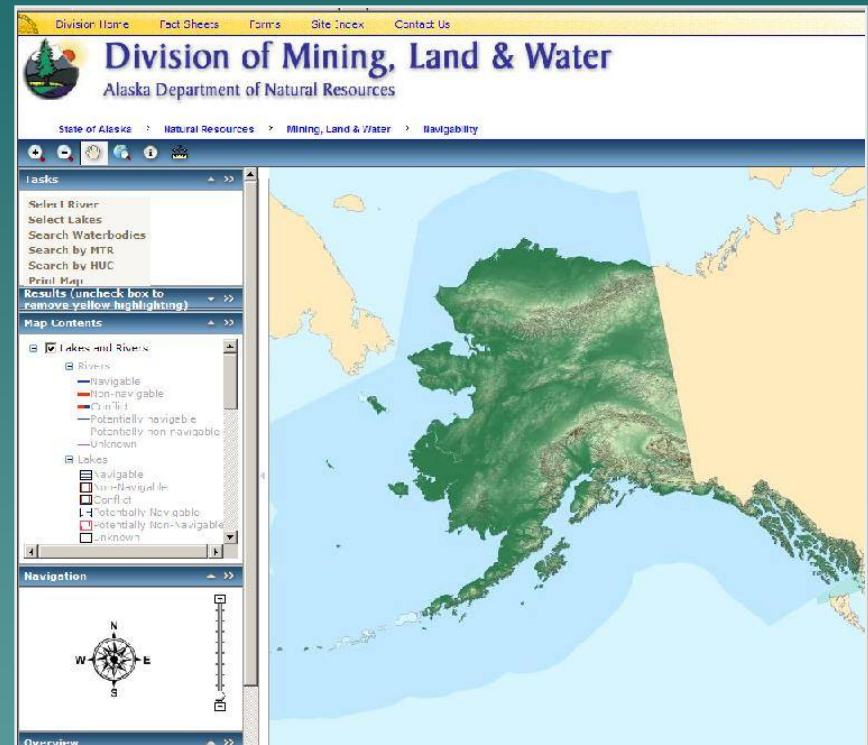 Division Home Fact Sheets Forms Site Index Contact Us
Division of Mining, Land & Water
Alaska Department of Natural Resources
State of Alaska > Natural Resources > Mining, Land & Water > Navigability
Tasks
Select River
Select Lakes
Search Waterbodies
Search by MTR
Search by HUC
Print Map
Results (uncheck box to
remove yellow highlighting)
Map Contents
Lakes and Rivers
Rivers
Navigable
Non-navigable
Conflict
Potentially navigable
Potentially non navigable
Unknown
Lakes
Navigable
Non-Navigable
Conflict
Potentially Navigable
Potentially Non-Navigable
Unknown
Navigation
N
W E
S
Overview